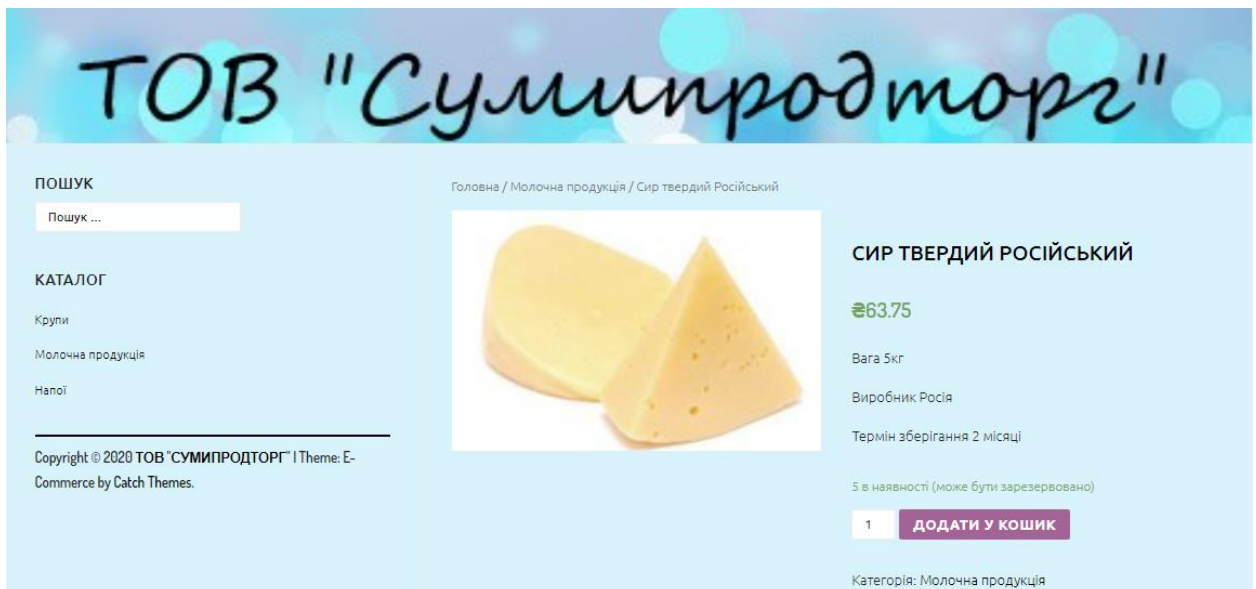 ТОВ "Сумипродторг"
ПОШУК
Пошук ...
КАТАЛОГ
Крупи
Молочна продукція
Напої
Copyright © 2020 ТОВ "СУМИПРОДТОРГ" | Theme: E-
Commerce by Catch Themes.
Головна / Молочна продукція / Сир твердий Російський
СИР ТВЕРДИЙ РОСІЙСЬКИЙ
₴63.75
Вага 5кг
Виробник Росія
Термін зберігання 2 місяці
5 в наявності (може бути зарезервовано)
1 ДОДАТИ У КОШИК
Категорія: Молочна продукція